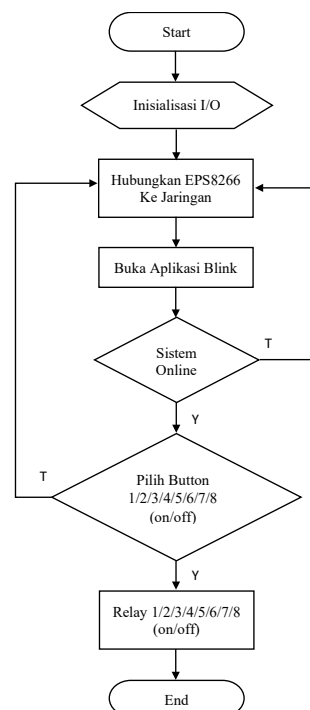 Start
Inisialisasi I/O
Hubungkan EPS8266
Ke Jaringan
Buka Aplikasi Blink
Sistem
Online
T
Y
Pilih Button
1/2/3/4/5/6/7/8
(on/off)
T
Y
Relay 1/2/3/4/5/6/7/8
(on/off)
End